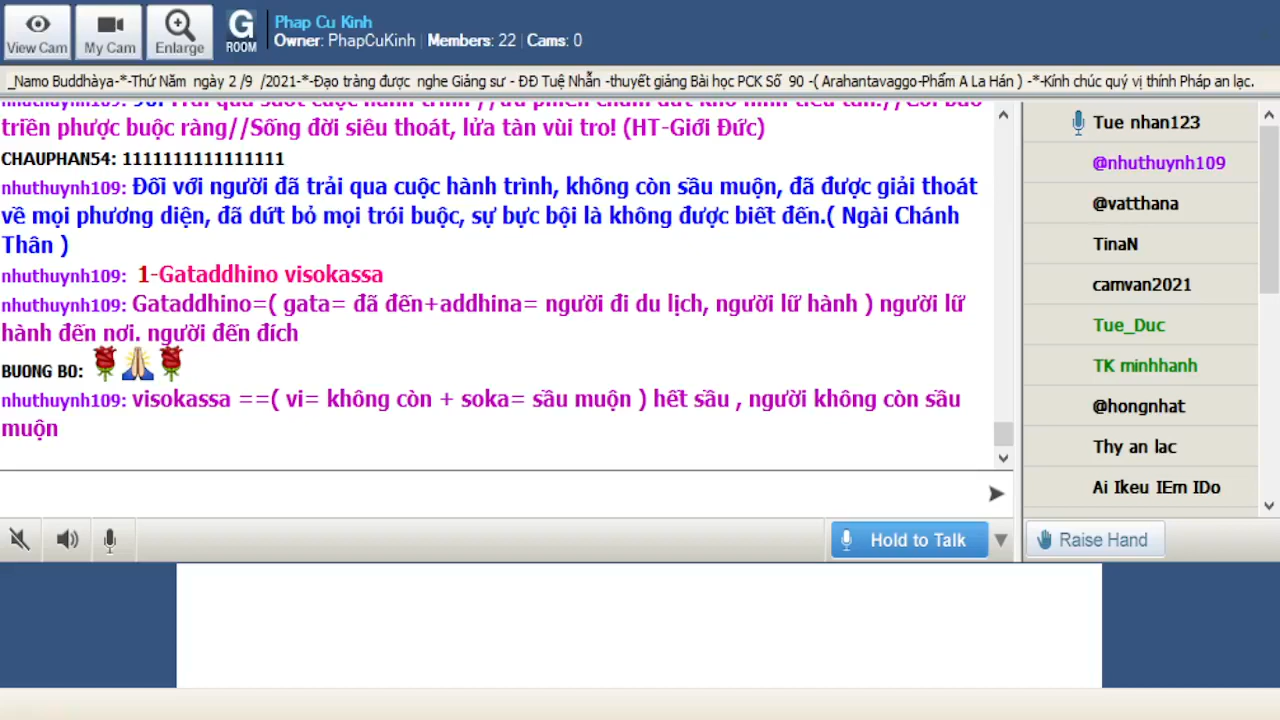 View Cam
My Cam
Enlarge
G
ROOM
Phap Cu Kinh
Owner: PhapCuKinh | Members: 22 | Cams: 0
_Namo Buddhàya-*-Thứ Năm ngày 2 /9 /2021-*-Đạo tràng được nghe Giảng sư - ĐĐ Tuệ Nhẫn -thuyết giảng Bài học PCK Số 90 -( Arahantavaggo-Phẩm A La Hán ) -*-Kính chúc quý vị thính Pháp an lạc.
nhuthuynh109: 90. Trải qua suốt cuộc hành trình
triền phược buộc ràng//Sống đời siêu thoát, lửa tàn vùi tro! (HT-Giới Đức)
CHAUPHAN54: 1111111111111111
nhuthuynh109: Đối với người đã trải qua cuộc hành trình, không còn sầu muộn, đã được giải thoát
về mọi phương diện, đã dứt bỏ mọi trói buộc, sự bực bội là không được biết đến.( Ngài Chánh
Thân )
nhuthuynh109: 1-Gataddhino visokassa
nhuthuynh109: Gataddhino=( gata= đã đến+addhina= người đi du lịch, người lữ hành ) người lữ
hành đến nơi. người đến đích
BUONG BO:
nhuthuynh109: visokassa ==( vi= không còn + soka= sầu muộn ) hết sầu , người không còn sầu
muộn
Tue nhan123
@nhuthuynh109
@vatthana
TinaN
camvan2021
Tue_Duc
TK minhhanh
@hongnhat
Thy an lac
Ai Ikeu IEm IDo
Hold to Talk
Raise Hand